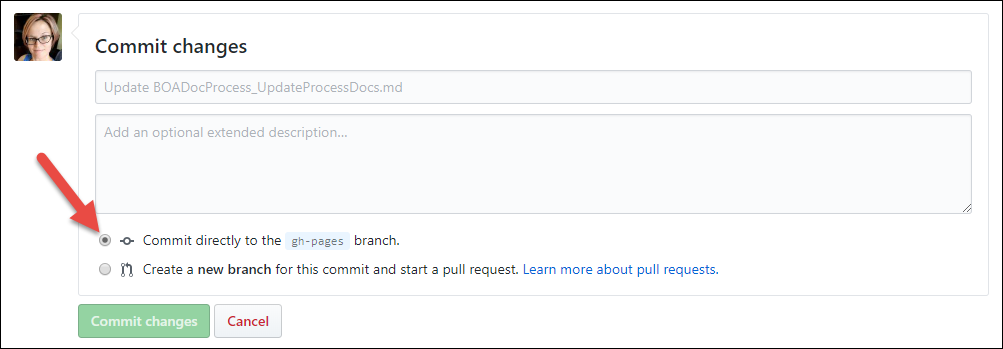 Commit changes
Update BOADocProcess_UpdateProcessDocs.md
Add an optional extended description...
Commit directly to the gh-pages branch.
Create a new branch for this commit and start a pull request. Learn more about pull requests.
Commit changes Cancel